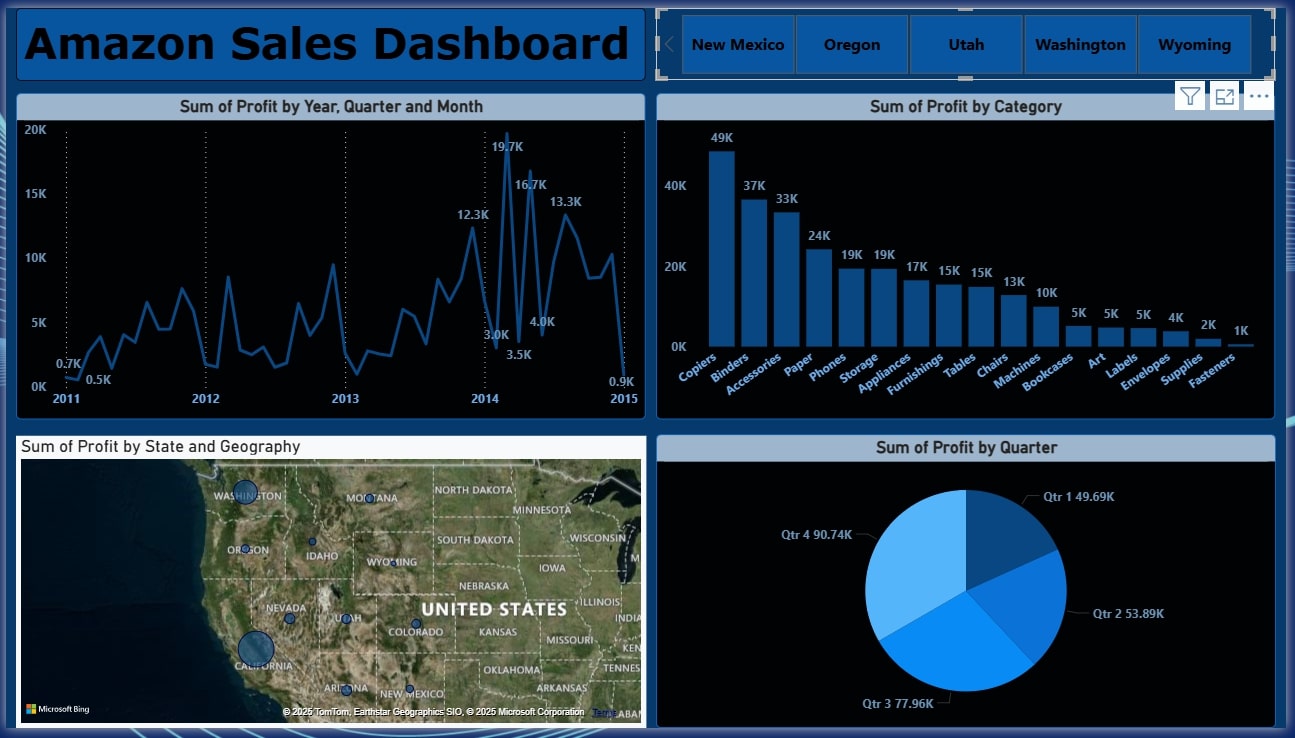 Amazon Sales Dashboard
New Mexico
Oregon
Utah
Washington
Wyoming
Sum of Profit by Year, Quarter and Month
20K
15K
10K
5K
0K
0.7K
0.5K
12.3K
19.7K
16.7K
13.3K
3.0K
3.5K
4.0K
0.9K
2011
2012
2013
2014
2015
Sum of Profit by Category
40K
20K
0K
49K
37K
33K
24K
19K
19K
17K
15K
15K
13K
10K
5K
5K
5K
4K
2K
1K
Copiers
Binders
Accessories
Paper
Phones
Storage
Appliances
Furnishings
Tables
Chairs
Machines
Bookcases
Art
Labels
Envelopes
Supplies
Fasteners
Sum of Profit by State and Geography
WASHINGTON
MONTANA
NORTH DAKOTA
MINNESOTA
OREGON
IDAHO
WYOMING
SOUTH DAKOTA
WISCONSIN
IOWA
NEBRASKA
NEVADA
UTAH
UNITED STATES
ILLINOIS
INDIA
COLORADO
KANSAS
MISSOURI
KEN
CALIFORNIA
OKLAHOMA
TENNES
ARIZONA
NEW MEXICO
ARKANSAS
Microsoft Bing
© 2025 TomTom, Earthstar Geographics SIO, © 2025 Microsoft Corporation
Terms
ALABAM
Sum of Profit by Quarter
Qtr 1 49.69K
Qtr 2 53.89K
Qtr 3 77.96K
Qtr 4 90.74K